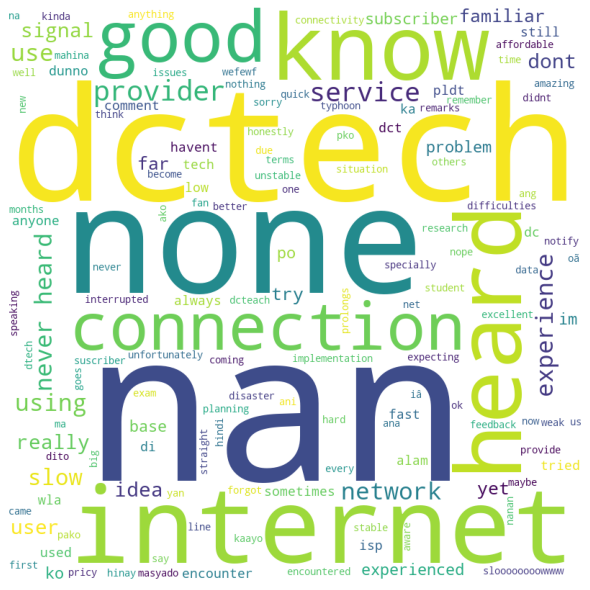 na kinda
connectivity subscriber familiar
signal good know still
anything affordable
use well issues wefewf nothing quick typhoon time amazing
dunno provider service pldt dont
new comment sorry ka remarks didnt
think remember
dctech
honestly pko dct problem others
far havent due terms situation
become unstable
tech one
low better
months fan specially ang difficulties
anyone ako none research dc notify
never po nope data oã
heard
speaking interrupted always try student experience im
never heard dcteach net prolongs excellent
connection
dtech suscriber unfortunately coming implementation expecting
goes nan
using exam disaster ani iã ok feedback now weak us
ma planning hard fast provide
really base ana
dito big di hindi every alam tried
straight yet maybe
slow idea sometimes network nanan
wla yan forgot
came user internet
used line kaayo stable aware isp
first pako say
ko pricy hinay masyado encounter encountered experienced slooooooowwww
mahina